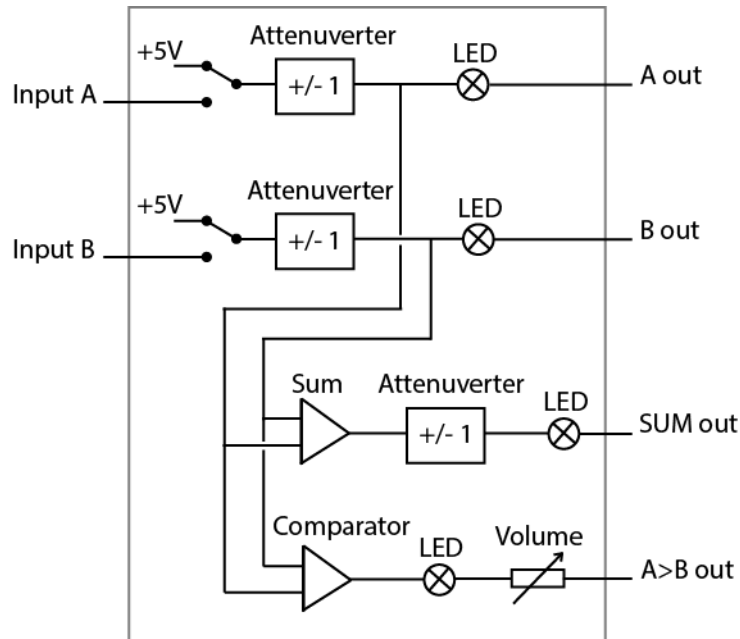 Attenuverter
LED
+5V
+/- 1
Input A
A out
Attenuverter
LED
+5V
+/- 1
Input B
B out
Sum
Attenuverter
LED
+/- 1
SUM out
Comparator
LED
Volume
A>B out